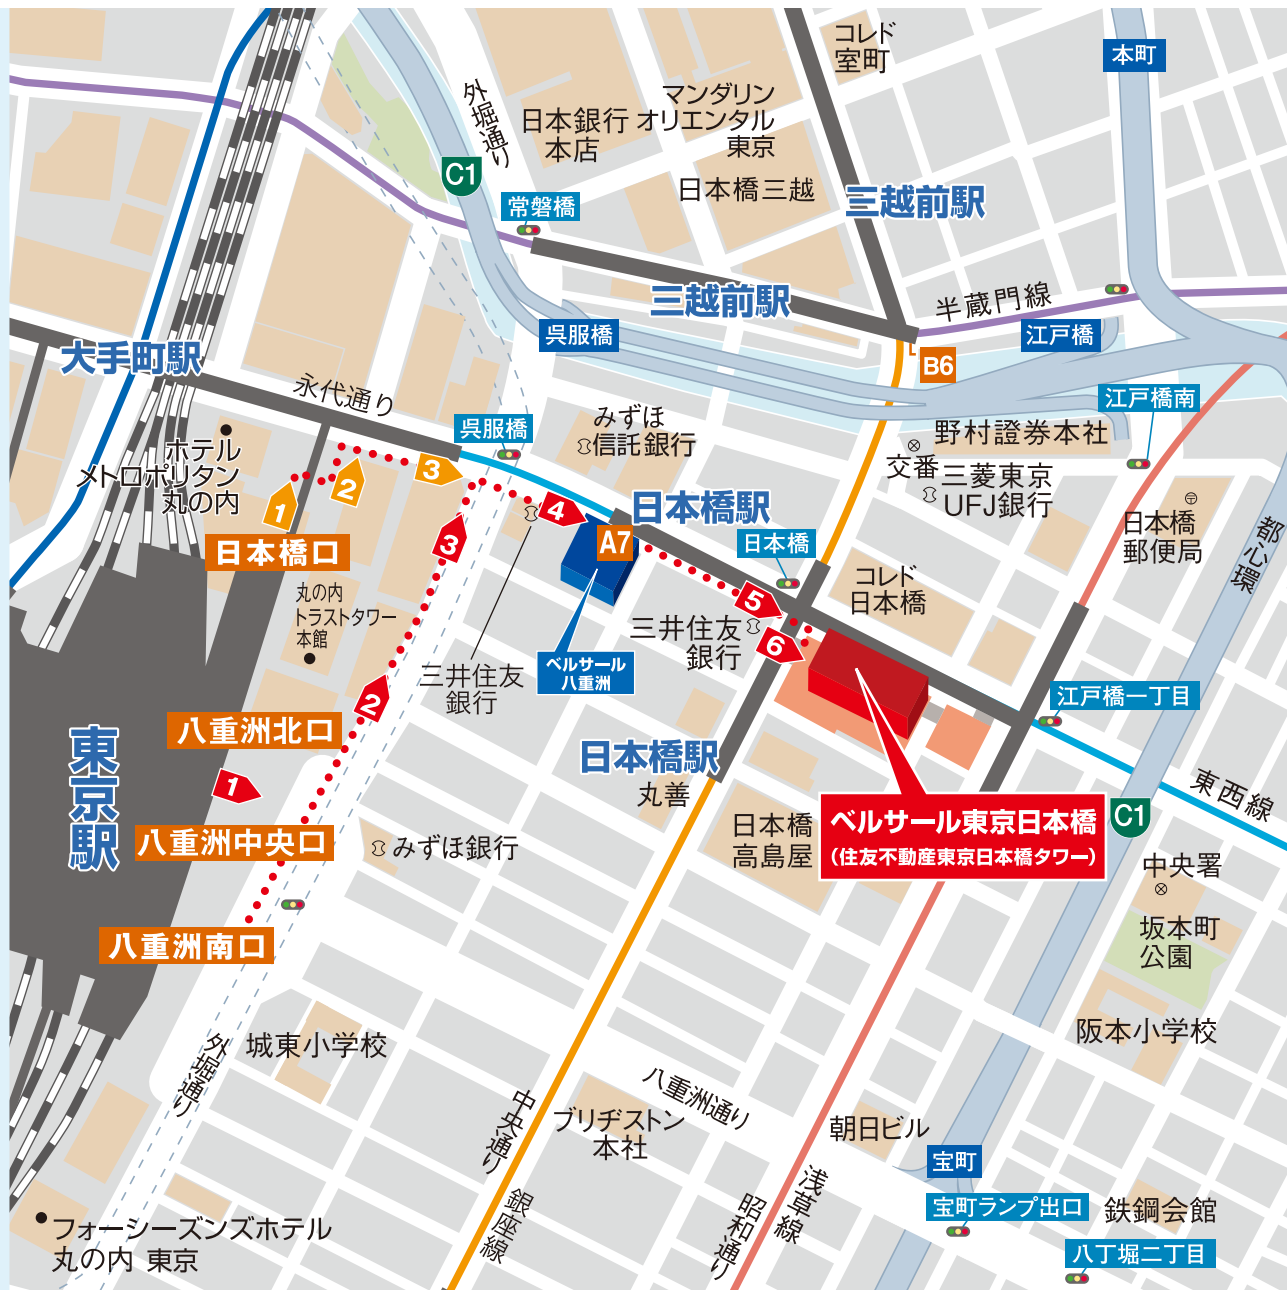 コレド
室町
本町
外堀通り
日本銀行
本店
マンダリン
オリエンタル
東京
日本橋三越
C1
常磐橋
三越前駅
三越前駅
半蔵門線
呉服橋
江戸橋
B6
大手町駅
永代通り
江戸橋南
呉服橋
みずほ
信託銀行
野村證券本社
交番
三菱東京
UFJ銀行
ホテル
メトロポリタン
丸の内
1
2
3
日本橋口
3
4
A7
日本橋駅
日本橋
コレド
日本橋
日本橋
郵便局
都心環
丸の内
トラストタワー
本館
三井住友
銀行
ベルサール
八重洲
5
6
三井住友
銀行
2
八重洲北口
1
八重洲中央口
八重洲南口
東京駅
江戸橋一丁目
東西線
日本橋駅
丸善
日本橋
高島屋
ベルサール東京日本橋
(住友不動産東京日本橋タワー)
C1
みずほ銀行
中央署
坂本町
公園
阪本小学校
城東小学校
外堀通り
中央通り
銀座線
八重洲通り
ブリヂストン
本社
朝日ビル
浅草線
昭和通り
宝町
宝町ランプ出口
鉄鋼会館
八丁堀二丁目
フォーシーズンズホテル
丸の内 東京